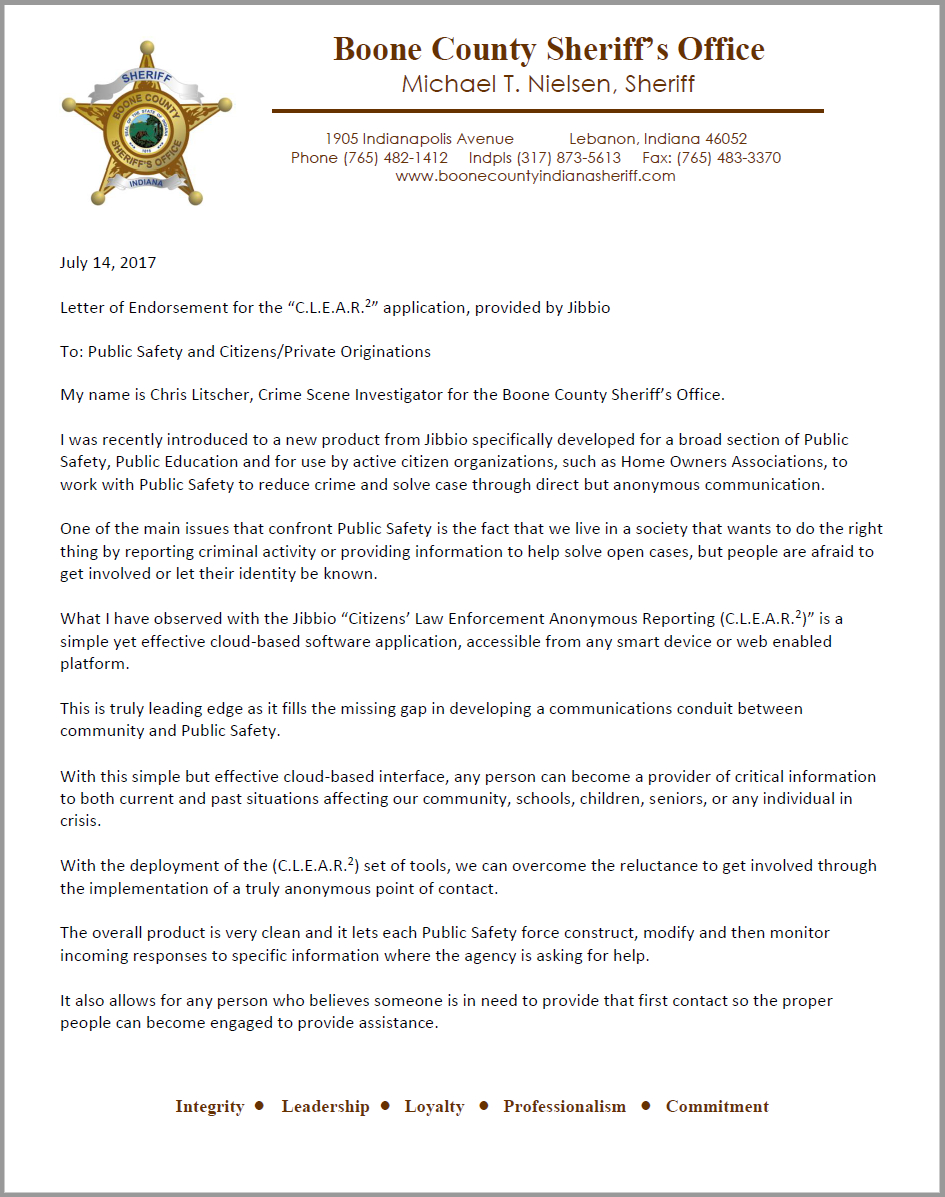 Boone County Sheriff's Office
Michael T. Nielsen, Sheriff
1905 Indianapolis Avenue Lebanon, Indiana 46052
Phone (765) 482-1412 Indpls (317) 873-5613 Fax: (765) 483-3370
www.boonecountyindianasheriff.com
SHERIFF
BOONE COUNTY
SEAL OF THE STATE OF INDIANA
1816
SHERIFF'S OFFICE
INDIANA
July 14, 2017
Letter of Endorsement for the “C.L.E.A.R.²” application, provided by Jibbio
To: Public Safety and Citizens/Private Originations
My name is Chris Litscher, Crime Scene Investigator for the Boone County Sheriff’s Office.
I was recently introduced to a new product from Jibbio specifically developed for a broad section of Public
Safety, Public Education and for use by active citizen organizations, such as Home Owners Associations, to
work with Public Safety to reduce crime and solve case through direct but anonymous communication.
One of the main issues that confront Public Safety is the fact that we live in a society that wants to do the right
thing by reporting criminal activity or providing information to help solve open cases, but people are afraid to
get involved or let their identity be known.
What I have observed with the Jibbio “Citizens’ Law Enforcement Anonymous Reporting (C.L.E.A.R.²)” is a
simple yet effective cloud-based software application, accessible from any smart device or web enabled
platform.
This is truly leading edge as it fills the missing gap in developing a communications conduit between
community and Public Safety.
With this simple but effective cloud-based interface, any person can become a provider of critical information
to both current and past situations affecting our community, schools, children, seniors, or any individual in
crisis.
With the deployment of the (C.L.E.A.R.²) set of tools, we can overcome the reluctance to get involved through
the implementation of a truly anonymous point of contact.
The overall product is very clean and it lets each Public Safety force construct, modify and then monitor
incoming responses to specific information where the agency is asking for help.
It also allows for any person who believes someone is in need to provide that first contact so the proper
people can become engaged to provide assistance.
Integrity ● Leadership ● Loyalty ● Professionalism ● Commitment